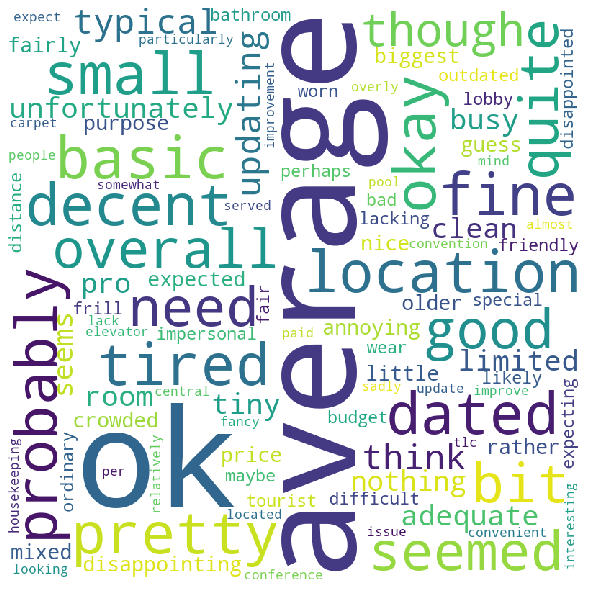 expect
typical
bathroom
particularly
fairly
small
unfortunately
carpet
purpose
people
basic
somewhat
distance
served
decent
overall
updating
improvement
worn
perhaps
average
though
biggest
overly
outdated
okay
quite
disappointed
lobby
busy
guess
mind
pool
bad
fine
lacking
clean
nice
almost
convention
friendly
location
pro
expected
probably
seems
frill
need
fair
older
special
lack
elevator
impersonal
paid
annoying
wear
good
tired
limited
little
likely
room
central
tiny
sadly
update
improve
crowded
fancy
budget
dated
expecting
ok
per
relatively
price
think
tlc
rather
housekeeping
ordinary
maybe
nothing
bit
tourist
difficult
pretty
located
adequate
mixed
issue
convenient
interesting
looking
disappointing
conference
seemed